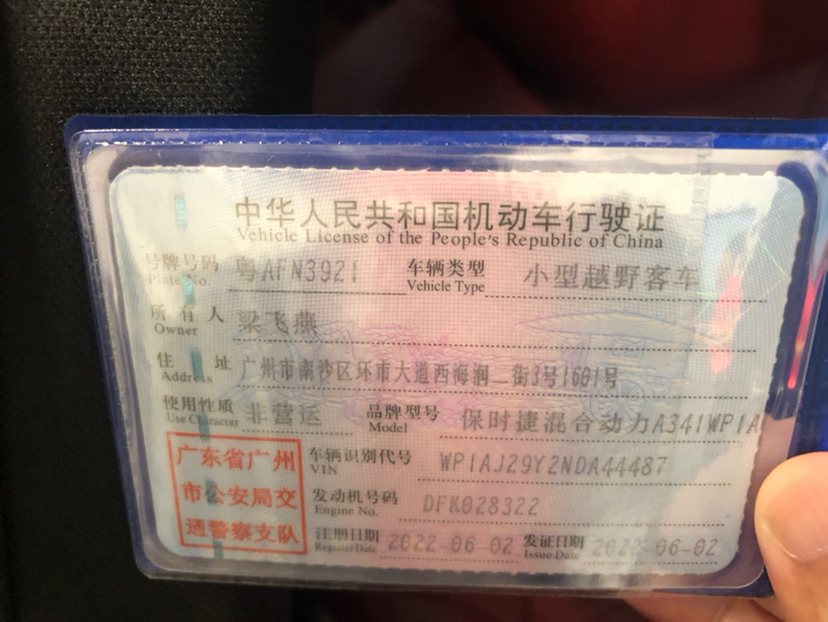 中华人民共和国机动车行驶证
Vehicle License of the People's Republic of China
号牌号码 粤AFN3921 车辆类型 小型越野客车
Plate No. Vehicle Type
所有人 梁飞燕
Owner
住址 广州市南沙区环市大道西海润二街3号1601号
Address
使用性质 非营运 品牌型号 保时捷混合动力A341WP1A
Use Character Model
广东省广州 车辆识别代号 WP1AJ29Y2NDA44487
VIN
市公安局交 发动机号码 DFK028322
Engine No.
通警察支队 注册日期 2022-06-02 发证日期 2022-06-02
Register Date Issue Date